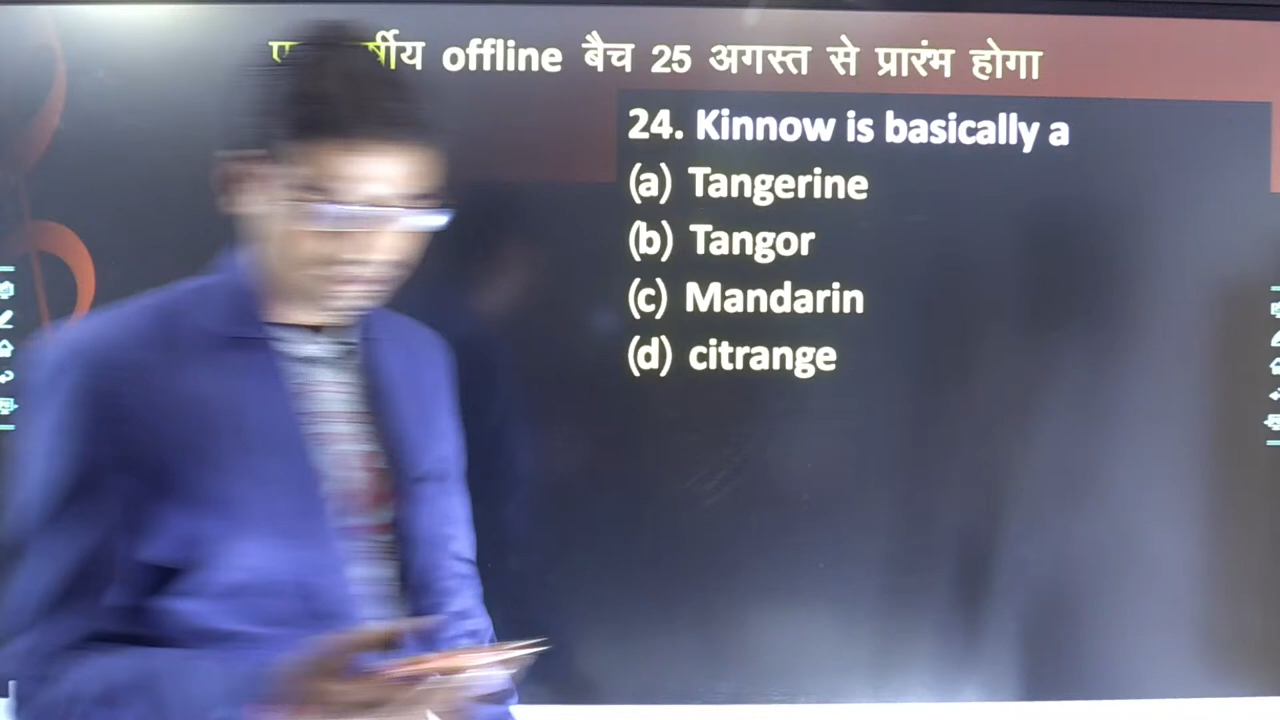 offline बैच 25 अगस्त से प्रारंभ होगा
24. Kinnow is basically a
(a) Tangerine
(b) Tangor
(c) Mandarin
(d) citrange